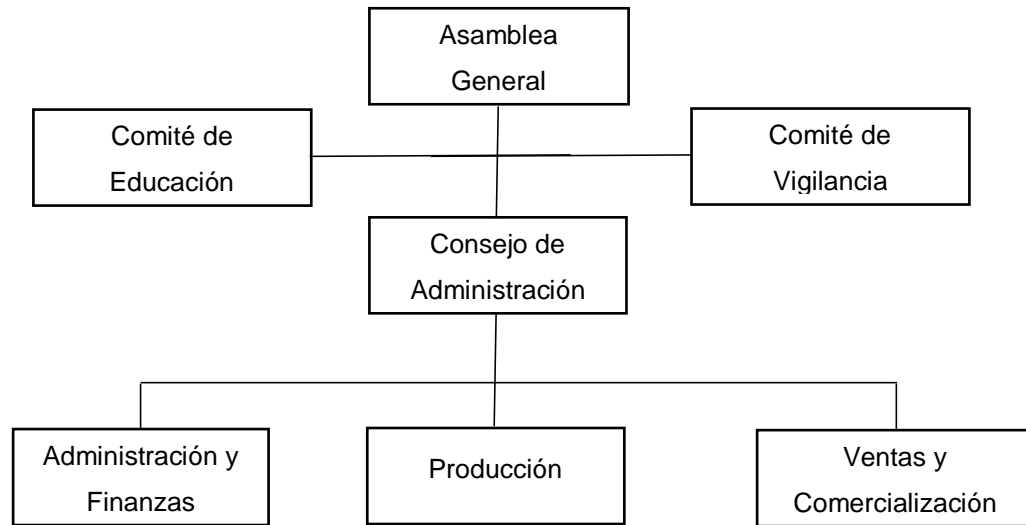 Asamblea
General
Comité de
Educación
Comité de
Vigilancia
Consejo de
Administración
Administración y
Finanzas
Producción
Ventas y
Comercialización